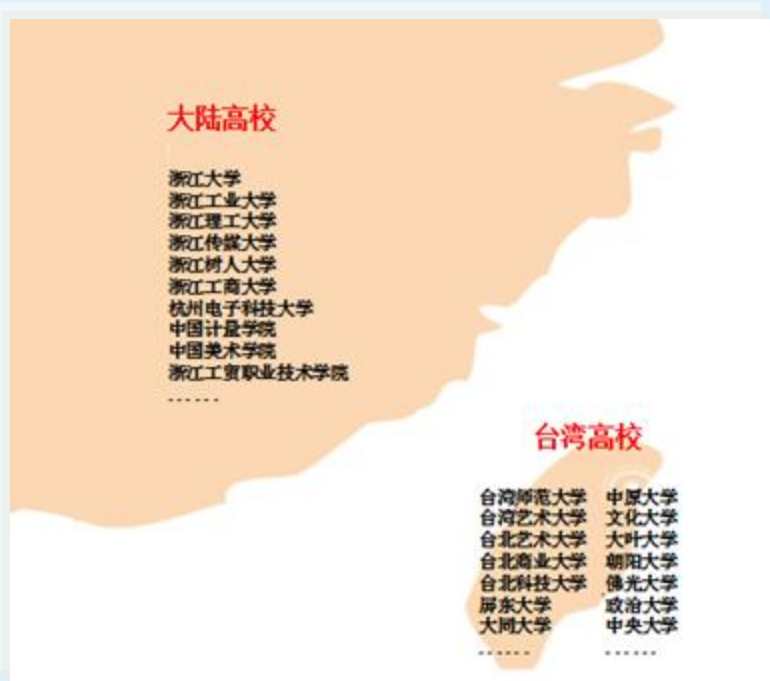 大陆高校
浙江大学
浙江工业大学
浙江理工大学
浙江传媒大学
浙江树人大学
浙江工商大学
杭州电子科技大学
中国计量学院
中国美术学院
浙江工贸职业技术学院
------
台湾高校
台湾师范大学
台湾艺术大学
台北艺术大学
台北商业大学
台北科技大学
屏东大学
大同大学
------
中原大学
文化大学
大叶大学
朝阳大学
佛光大学
政治大学
中央大学
------